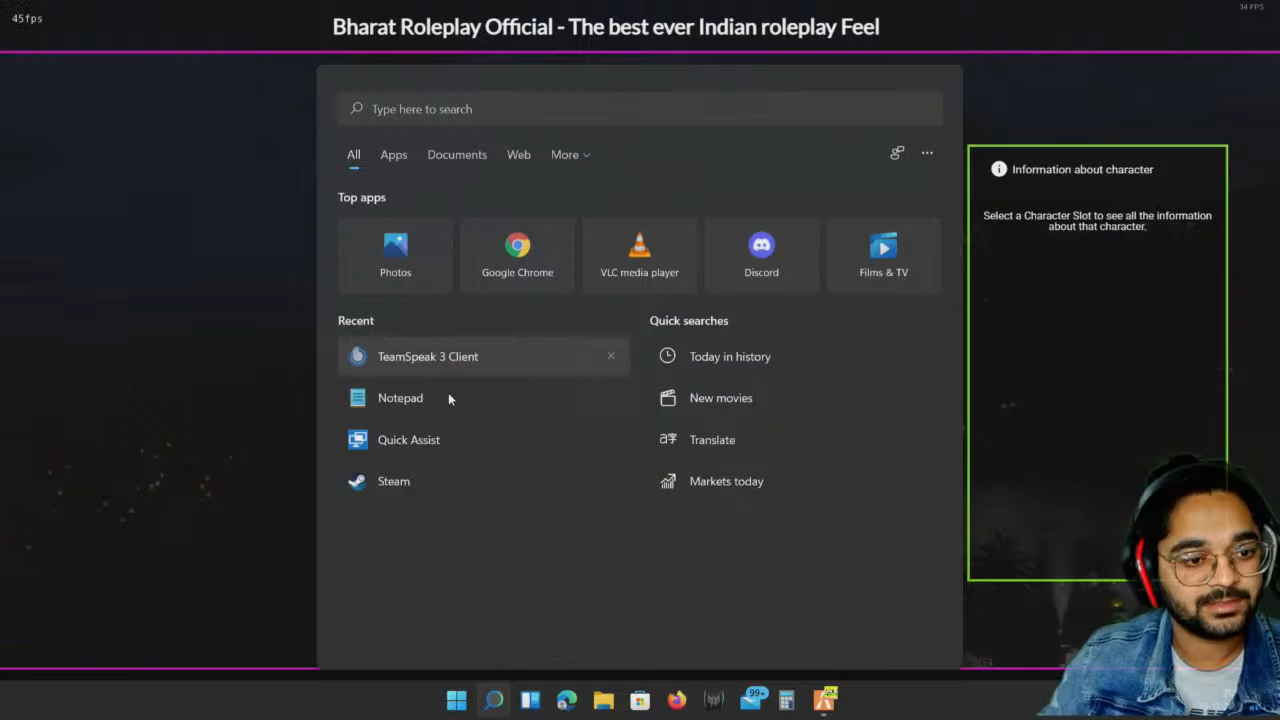 45fps
34 FPS
Bharat Roleplay Official - The best ever Indian roleplay Feel
Type here to search
All Apps Documents Web More
Top apps
Photos Google Chrome VLC media player Discord Films & TV
Recent
TeamSpeak 3 Client
Notepad
Quick Assist
Steam
Quick searches
Today in history
New movies
Translate
Markets today
Information about character
Select a Character Slot to see all the information
about that character.
99+